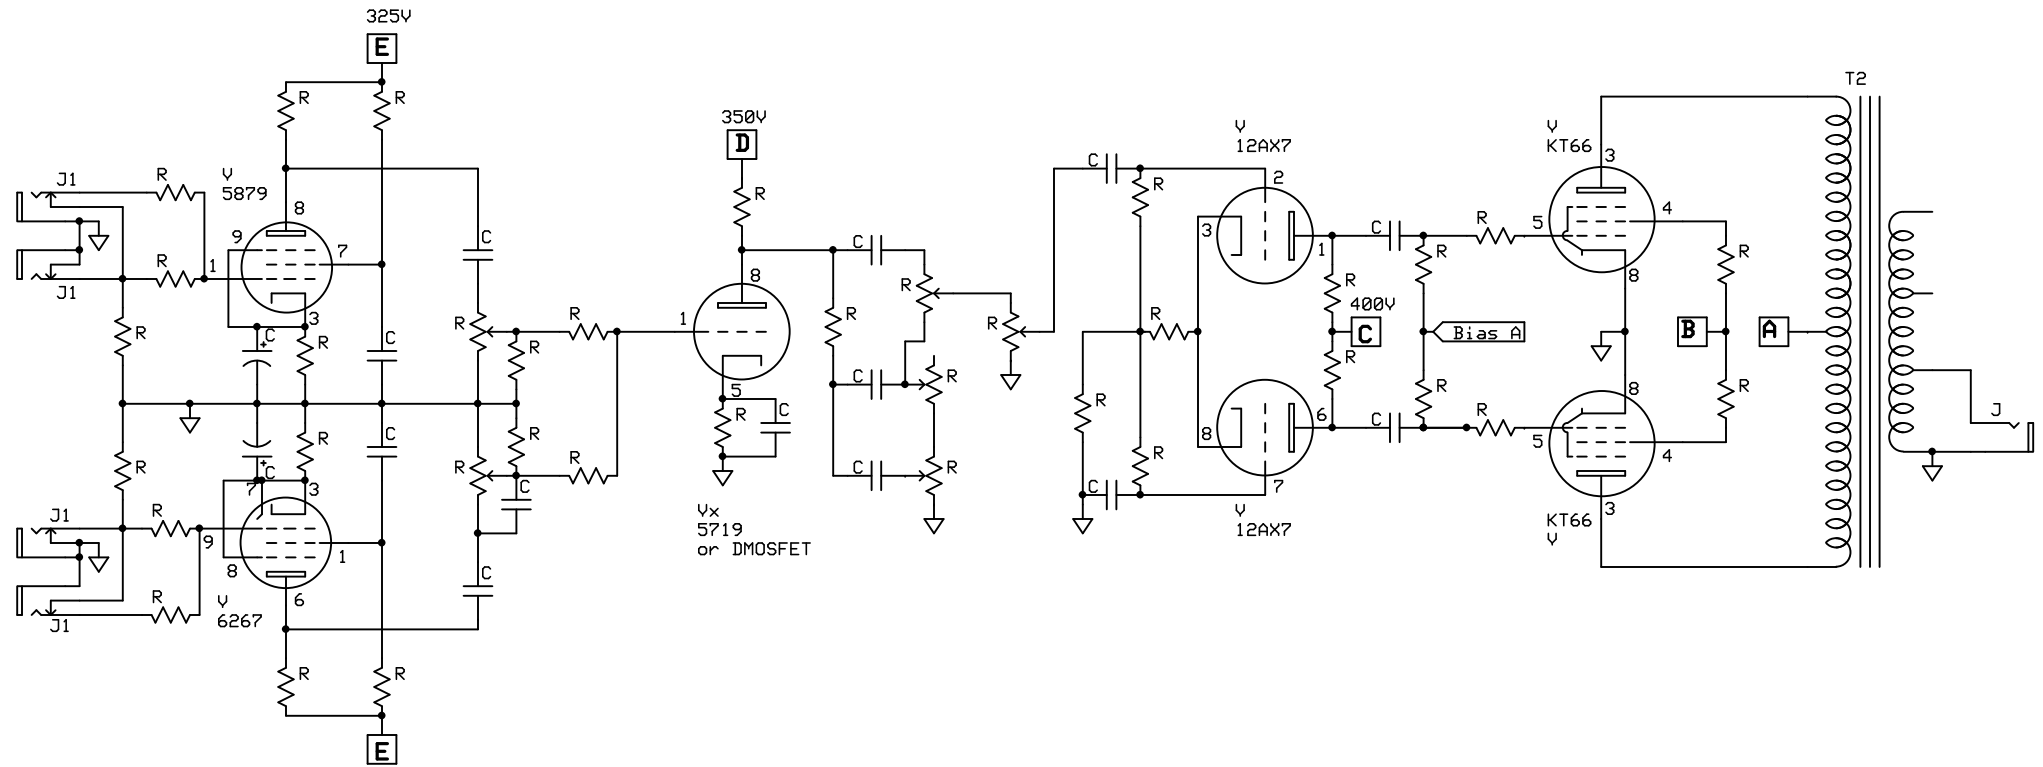 325V
E
R
R
J1
R
V
5879
8
9
7
1
R
J1
3
C
+
R
R
C
C
R
R
R
R
R
C
+
C
7
3
R
R
R
C
J1
R
9
8
1
6
R
J1
V
6267
C
R
R
E
350V
D
R
8
1
5
R
C
Vx
5719
or DMOSFET
C
R
R
C
R
C
R
R
C
R
R
R
R
C
V
12AX7
2
3
1
C
R
R
400V
C
R
R
8
6
7
C
R
V
12AX7
R
Bias A
R
V
KT66
3
5
4
8
R
B
A
R
8
5
4
3
KT66
V
T2
J